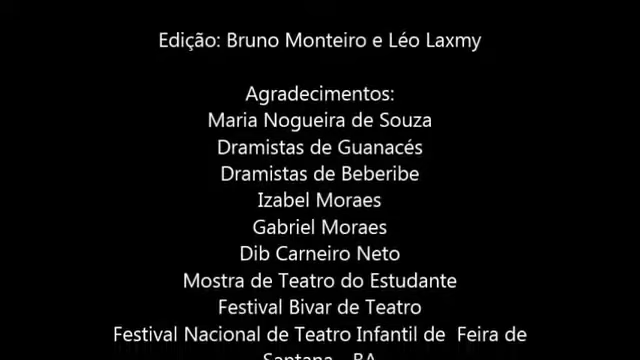 Edição: Bruno Monteiro e Léo Laxmy
Agradecimentos:
Maria Nogueira de Souza
Dramistas de Guanacés
Dramistas de Beberibe
Izabel Moraes
Gabriel Moraes
Dib Carneiro Neto
Mostra de Teatro do Estudante
Festival Bivar de Teatro
Festival Nacional de Teatro Infantil de Feira de
Santana - BA